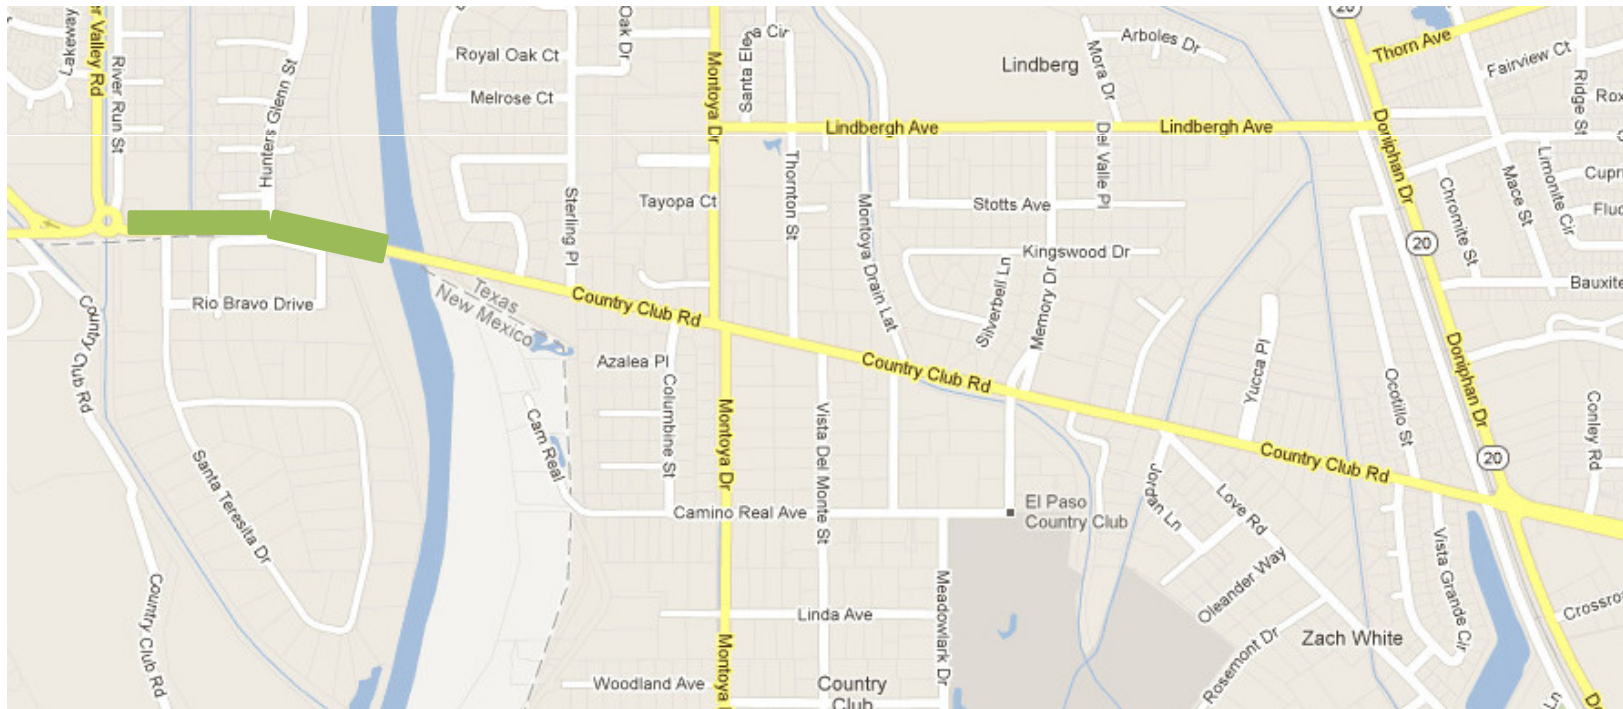 Lakeway
er Valley Rd
River Run St
Hunters Glenn St
Royal Oak Ct
Melrose Ct
Oak Dr
Montoya Dr
Santa Elena Cir
Arboles Dr
Mora Dr
Lindberg
20
Thorn Ave
Fairview Ct
Ridge St
Rox
Lindbergh Ave
Lindbergh Ave
Doniphan Dr
Del Valle Pl
Thornton St
Montoya Drain Lat
Sterling Pl
Tayopa Ct
Stotts Ave
Kingswood Dr
Silverbell Ln
Memory Dr
Chromite St
Mace St
Limonite Cir
Cupri
Fluo
20
Bauxite
Texas
New Mexico
Rio Bravo Drive
Country Club Rd
Country Club Rd
Country Club Rd
Azalea Pl
Columbine St
Cam Real
Montoya Dr
Vista Del Monte St
Yucca Pl
Ocotillo St
Doniphan Dr
Conley Rd
Country Club Rd
20
Santa Teresita Dr
Camino Real Ave
El Paso
Country Club
Jordan Ln
Love Rd
Oleander Way
Vista Grande Cir
Country Club Rd
Linda Ave
Meadowlark Dr
Zach White
Rosemont Dr
Crossro
Woodland Ave
Montoya
Country
Club
Do